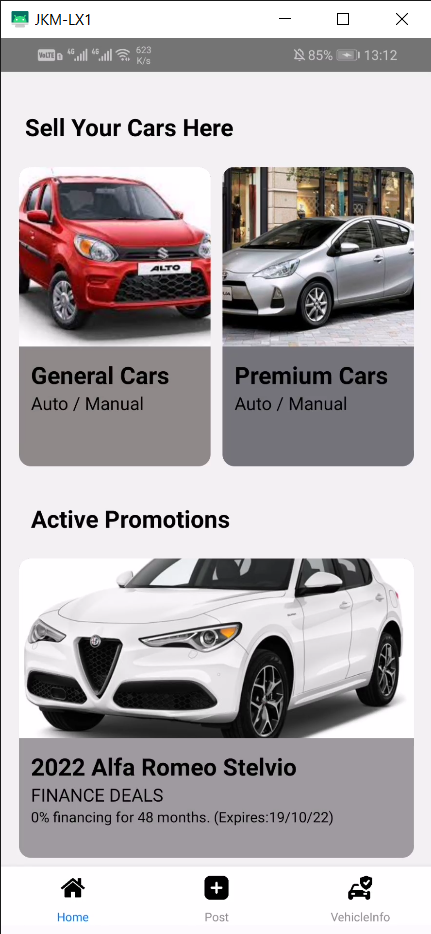 JKM-LX1
VoLTE 4G 4G 623 K/s 85% 13:12
Sell Your Cars Here
ALTO
General Cars
Auto / Manual
Premium Cars
Auto / Manual
Active Promotions
2022 Alfa Romeo Stelvio
FINANCE DEALS
0% financing for 48 months. (Expires:19/10/22)
Home
Post
VehicleInfo